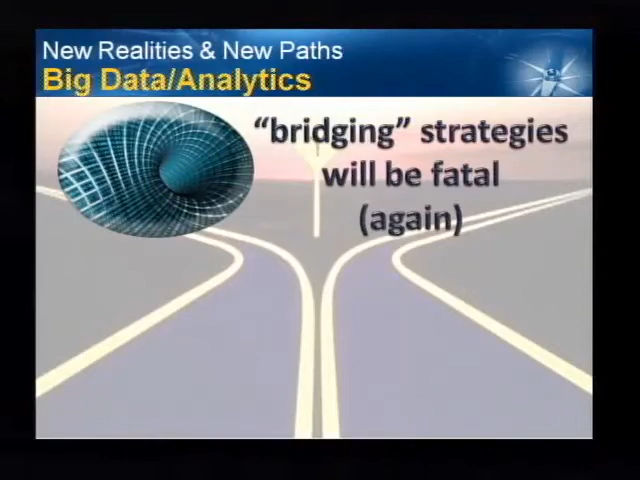 New Realities & New Paths
Big Data/Analytics
“bridging” strategies
will be fatal
(again)